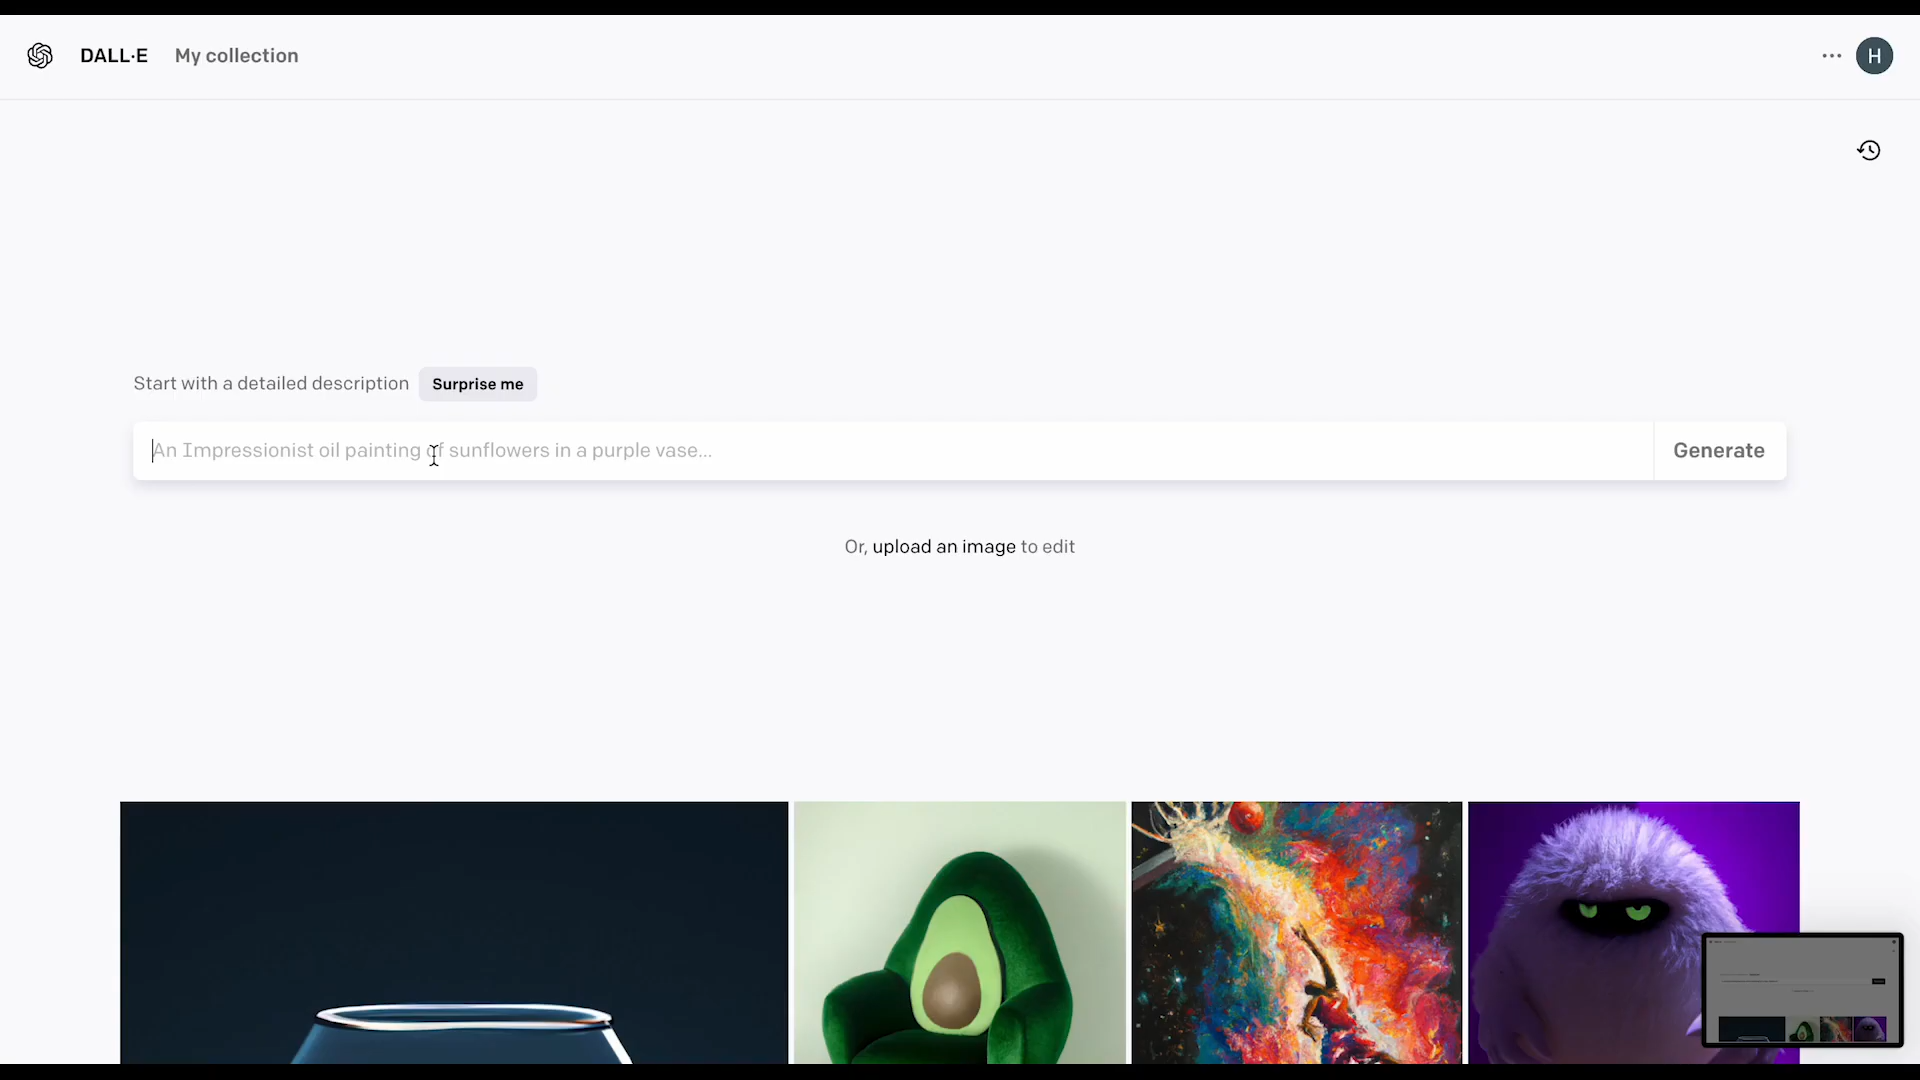 DALL·E My collection
··· H
Start with a detailed description Surprise me
An Impressionist oil painting of sunflowers in a purple vase... Generate
Or, upload an image to edit